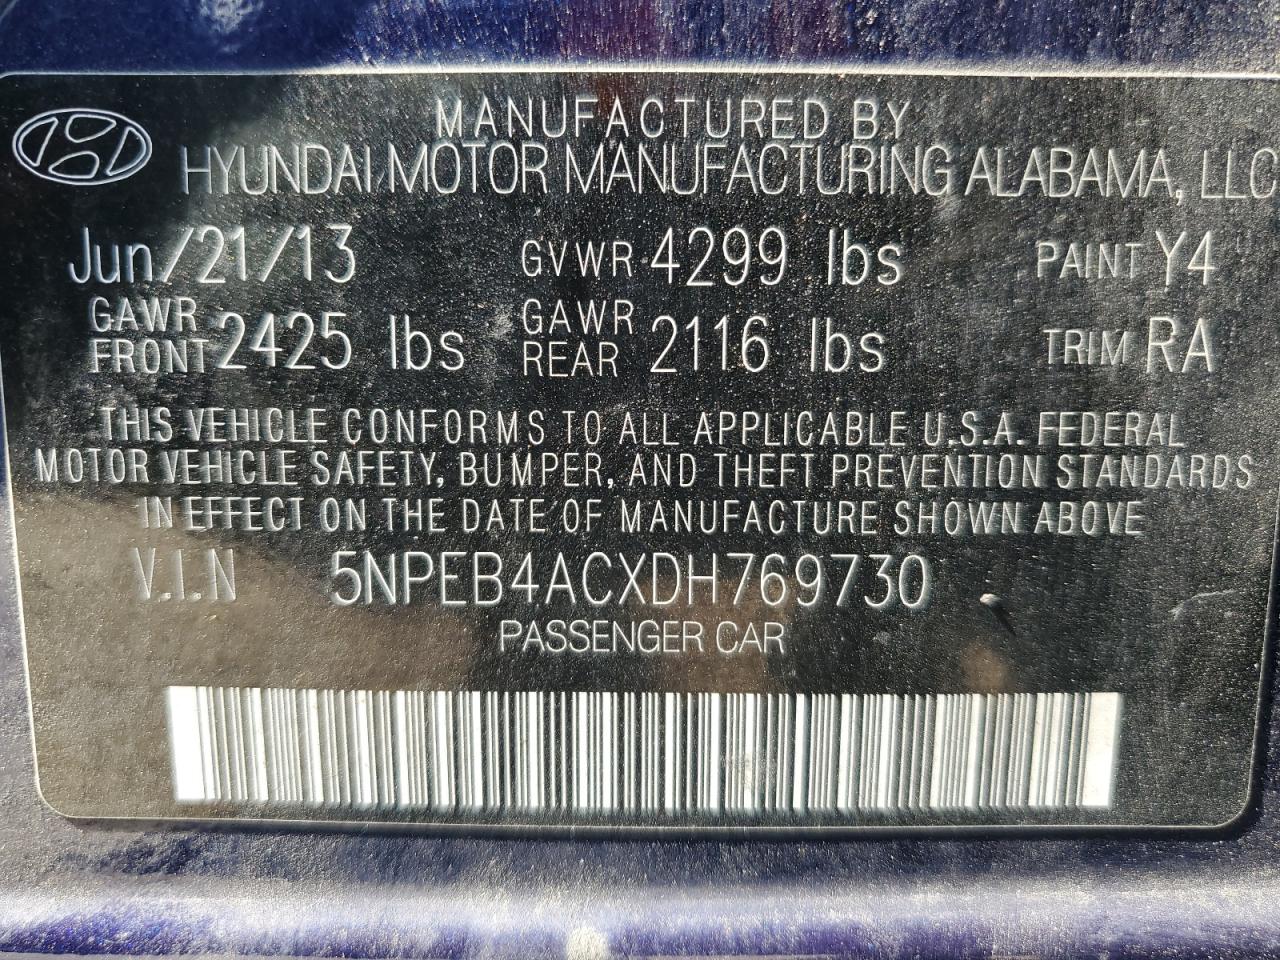 MANUFACTURED BY
HYUNDAI MOTOR MANUFACTURING ALABAMA, LLC
Jun/21/13 GVWR 4299 lbs PAINT Y4
GAWR FRONT 2425 lbs GAWR REAR 2116 lbs TRIM RA
THIS VEHICLE CONFORMS TO ALL APPLICABLE U.S.A. FEDERAL
MOTOR VEHICLE SAFETY, BUMPER, AND THEFT PREVENTION STANDARDS
IN EFFECT ON THE DATE OF MANUFACTURE SHOWN ABOVE
V.I.N 5NPEB4ACXDH769730
PASSENGER CAR